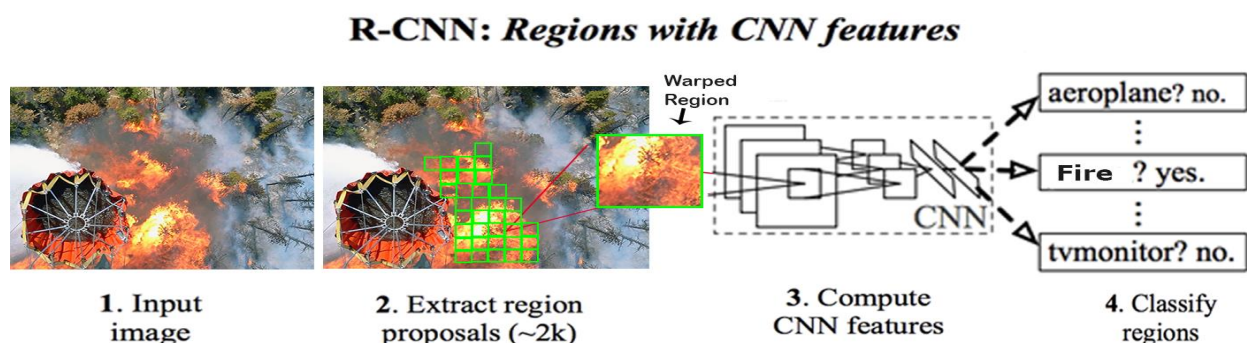 R-CNN: Regions with CNN features
Warped
Region
aeroplane? no.
Fire ? yes.
CNN
tvmonitor? no.
1. Input
image
2. Extract region
proposals (~2k)
3. Compute
CNN features
4. Classify
regions